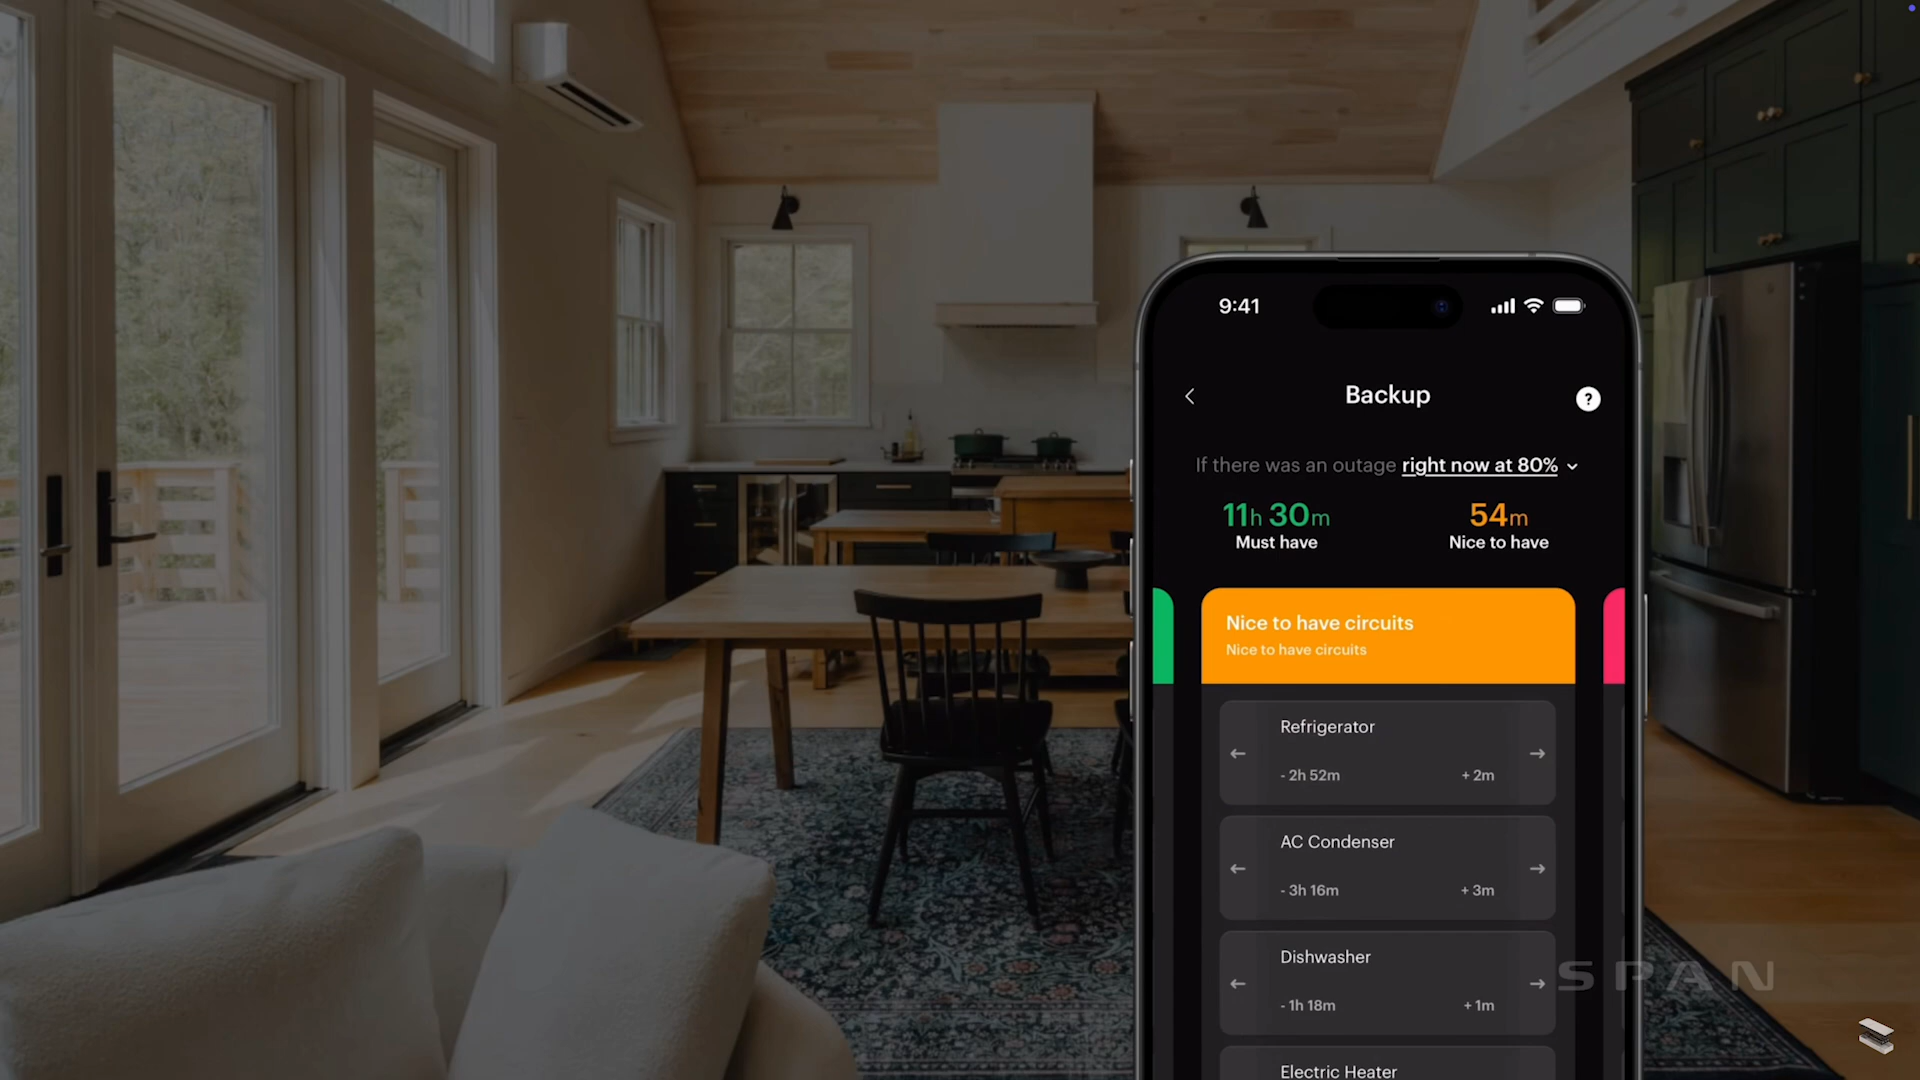 9:41
Backup
?
If there was an outage right now at 80%
11h 30m
Must have
54m
Nice to have
Nice to have circuits
Nice to have circuits
Refrigerator
- 2h 52m
+ 2m
AC Condenser
- 3h 16m
+ 3m
Dishwasher
- 1h 18m
+ 1m
SPAN
Electric Heater